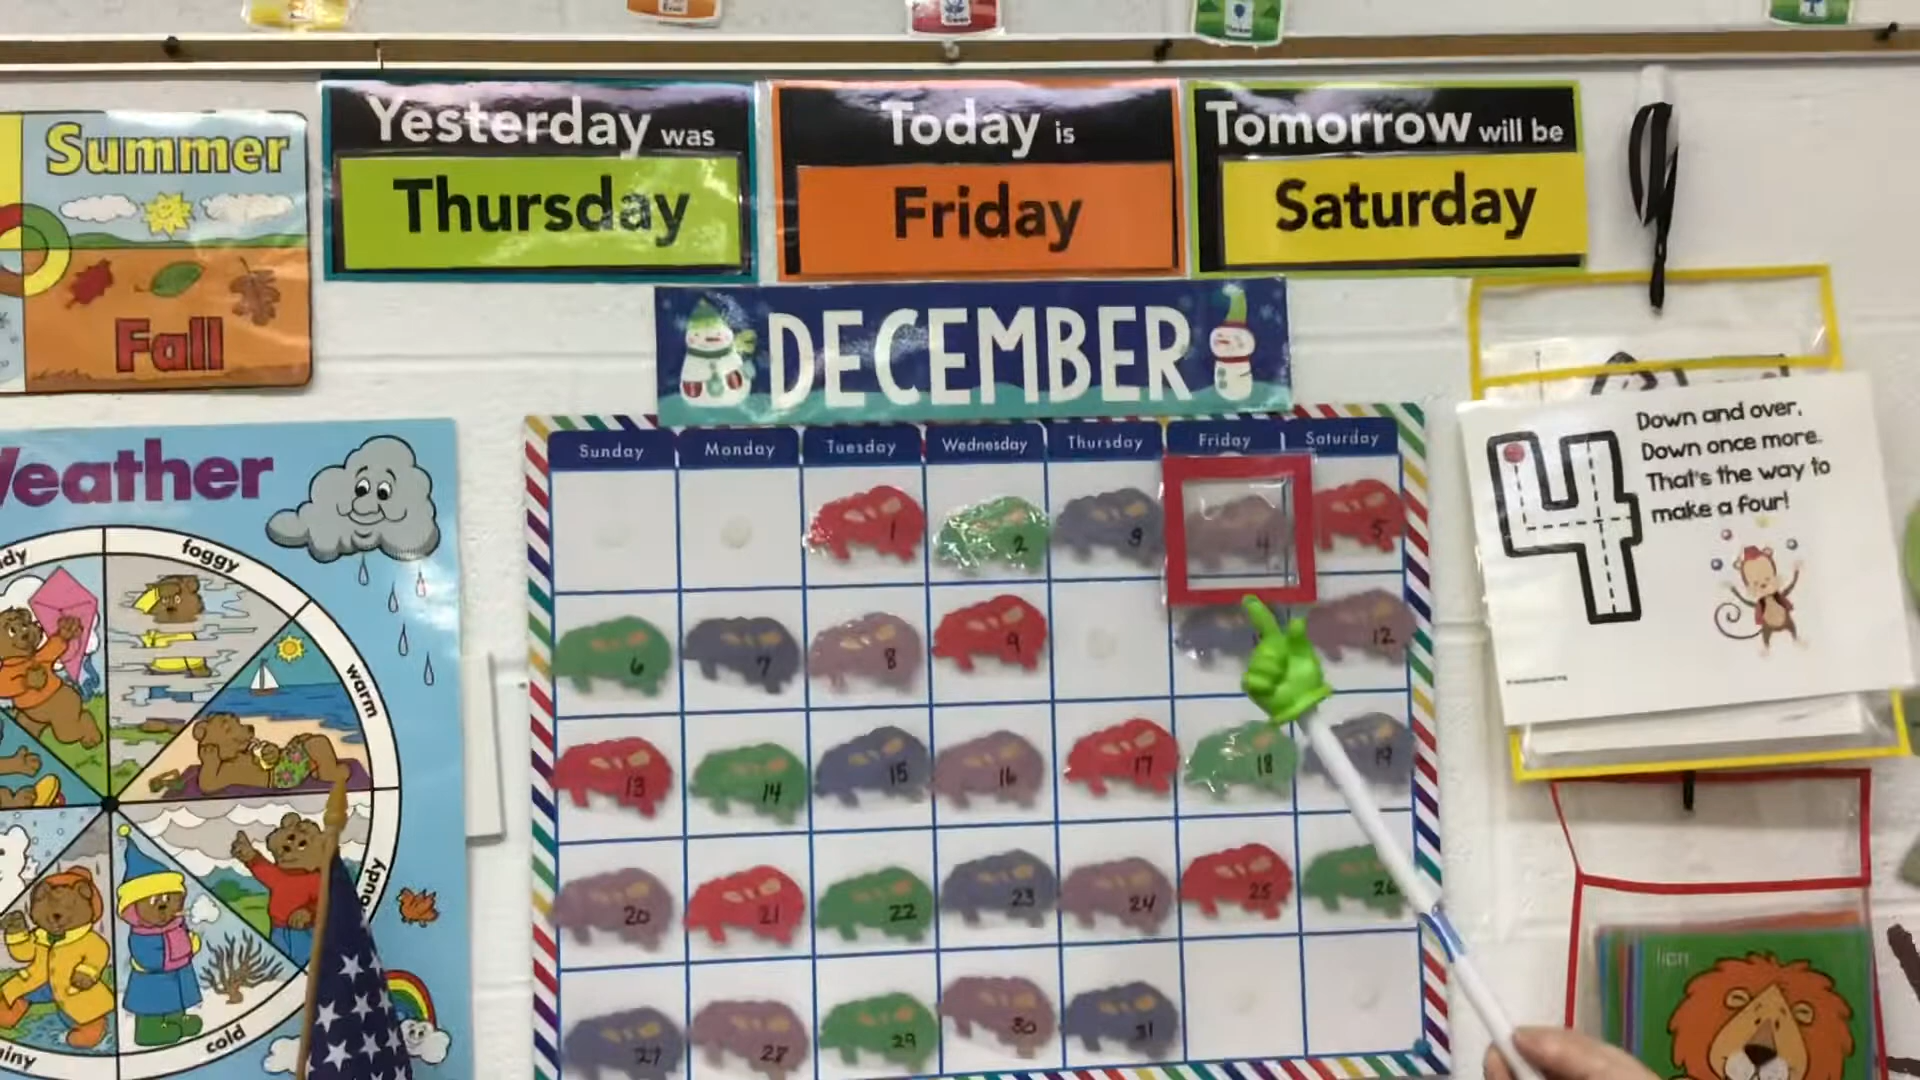 Yesterday was
Thursday
Today is
Friday
Tomorrow will be
Saturday
Summer
Fall
DECEMBER
Sunday Monday Tuesday Wednesday Thursday Friday Saturday
1 2 3 4 5
6 7 8 9 12
13 14 15 16 17 18 19
20 21 22 23 24 25 26
27 28 29 30 31
Weather
foggy
warm
cold
4
Down and over,
Down once more.
That's the way to
make a four!
lion